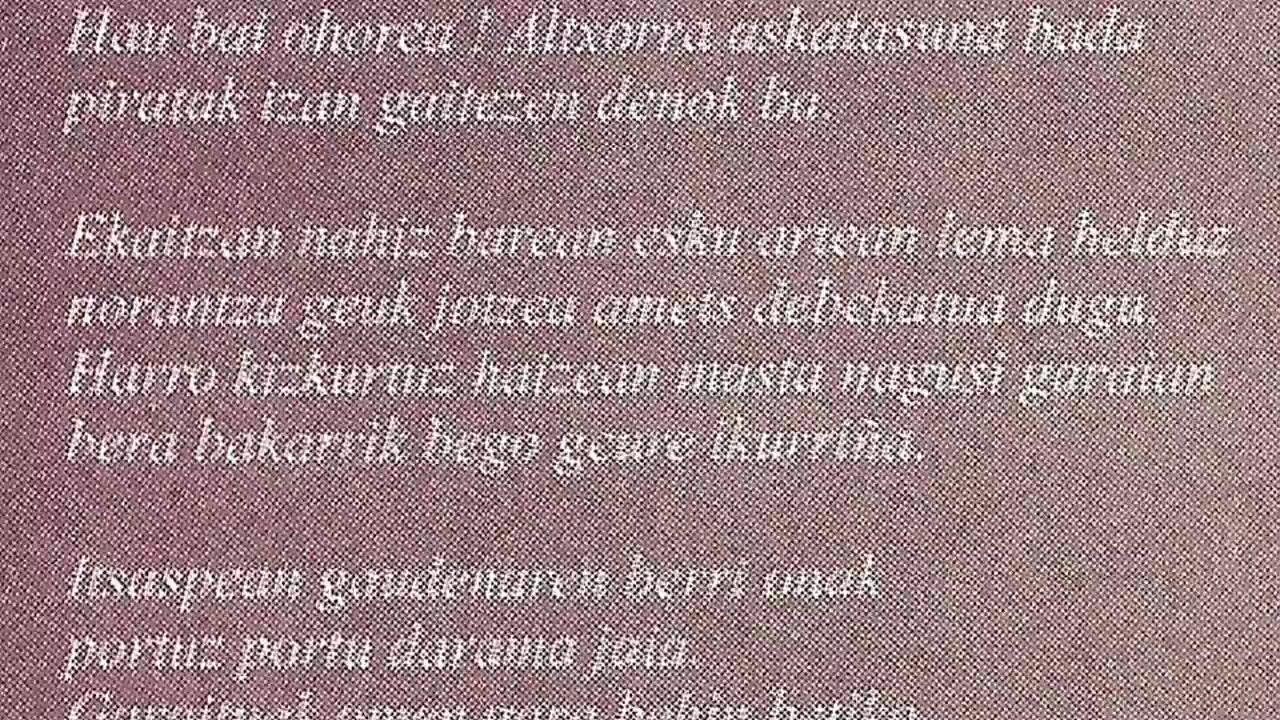 Hau bai ohorea ! Altxorra askatasuna bada
piratak izan gaitezen denok ba.
Ekaitzan nahiz barean esku artean lema helduz
norantza geuk jotzea amets debekatua dugu.
Harro kizkurtuz haizean masta nagusi garaian
bera bakarrik bego geure ikurriña.
Itsaspean gaudenaren berri onak
portuz portu darama jaia.